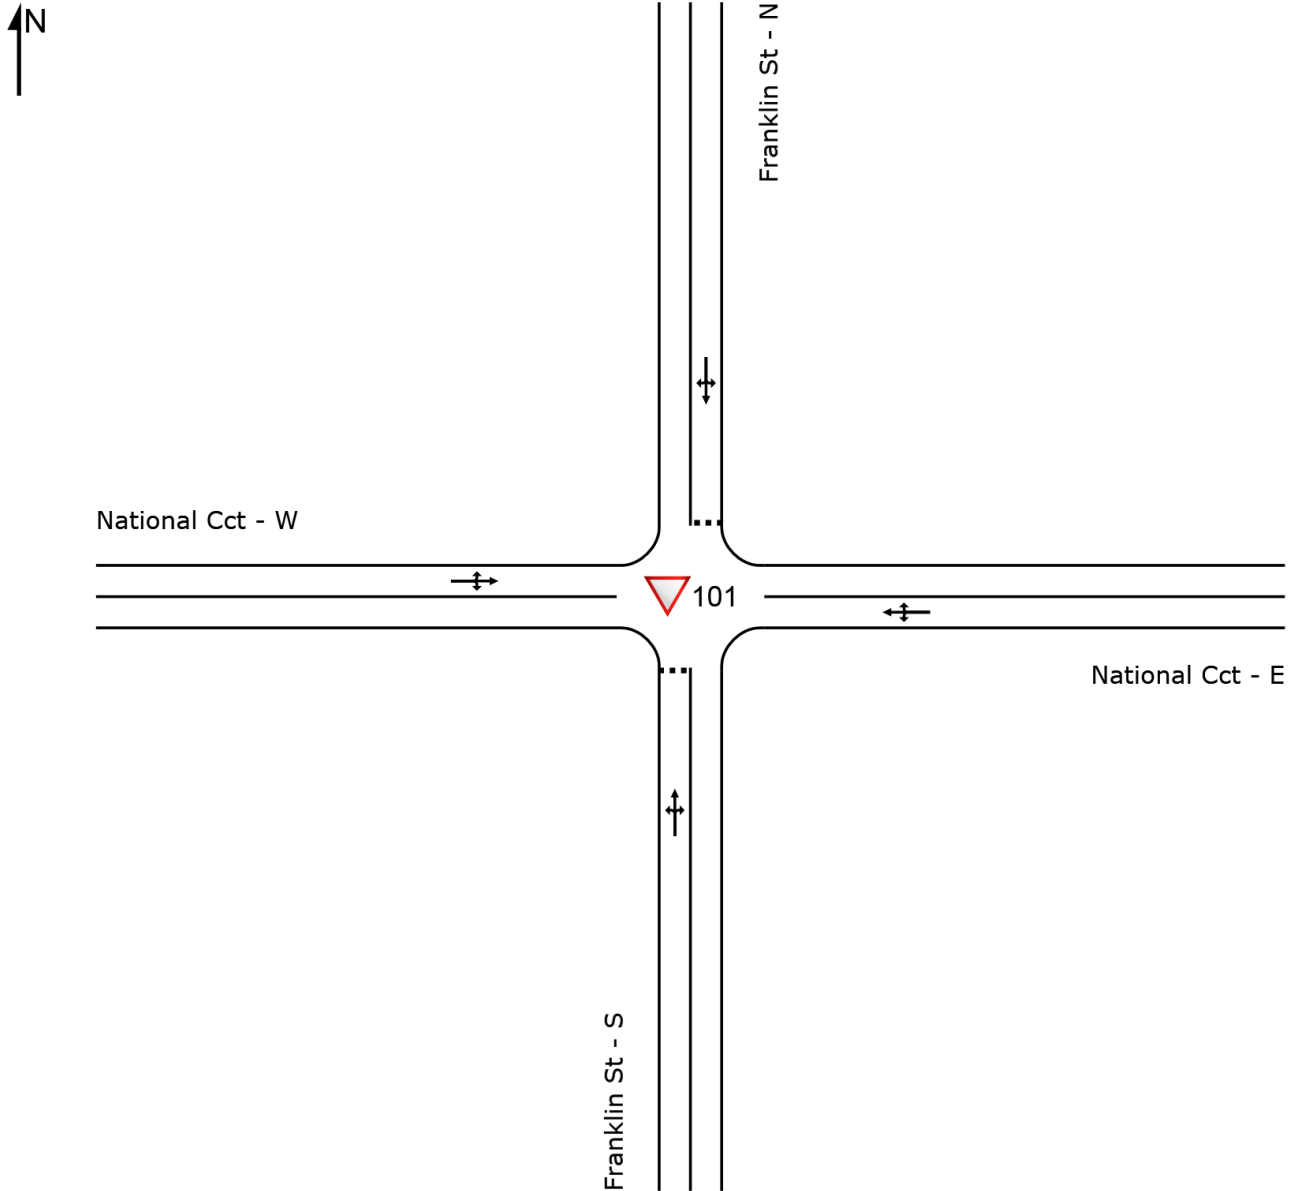 N
Franklin St - N
National Cct - W
101
National Cct - E
Franklin St - S